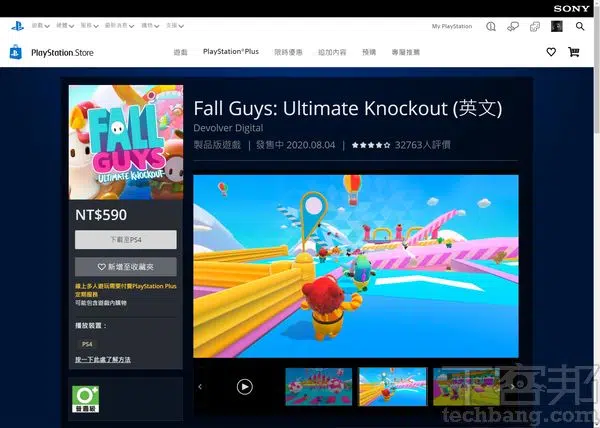 SONY
遊戲 硬體 服務 最新消息 購物 支援 My PlayStation
PlayStation.Store 遊戲 PlayStation®Plus 限時優惠 追加內容 預購 專屬推薦
FALL GUYS
ULTIMATE KNOCKOUT
Fall Guys: Ultimate Knockout (英文)
Devolver Digital
製品版遊戲 | 發售中 2020.08.04 | ★★★★☆ 32763人評價
NT$590
下載至PS4
新增至收藏夾
線上多人遊玩需要付費PlayStation Plus
定期服務
可能包含遊戲內購物
播放裝置：
PS4
按一下此處了解方法
普遍級
T客邦
techbang.com